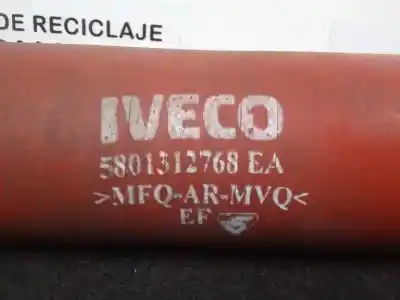 DE RECICLAJE
IVECO
5801312768 EA
>MFQ-AR-MVQ<
EF